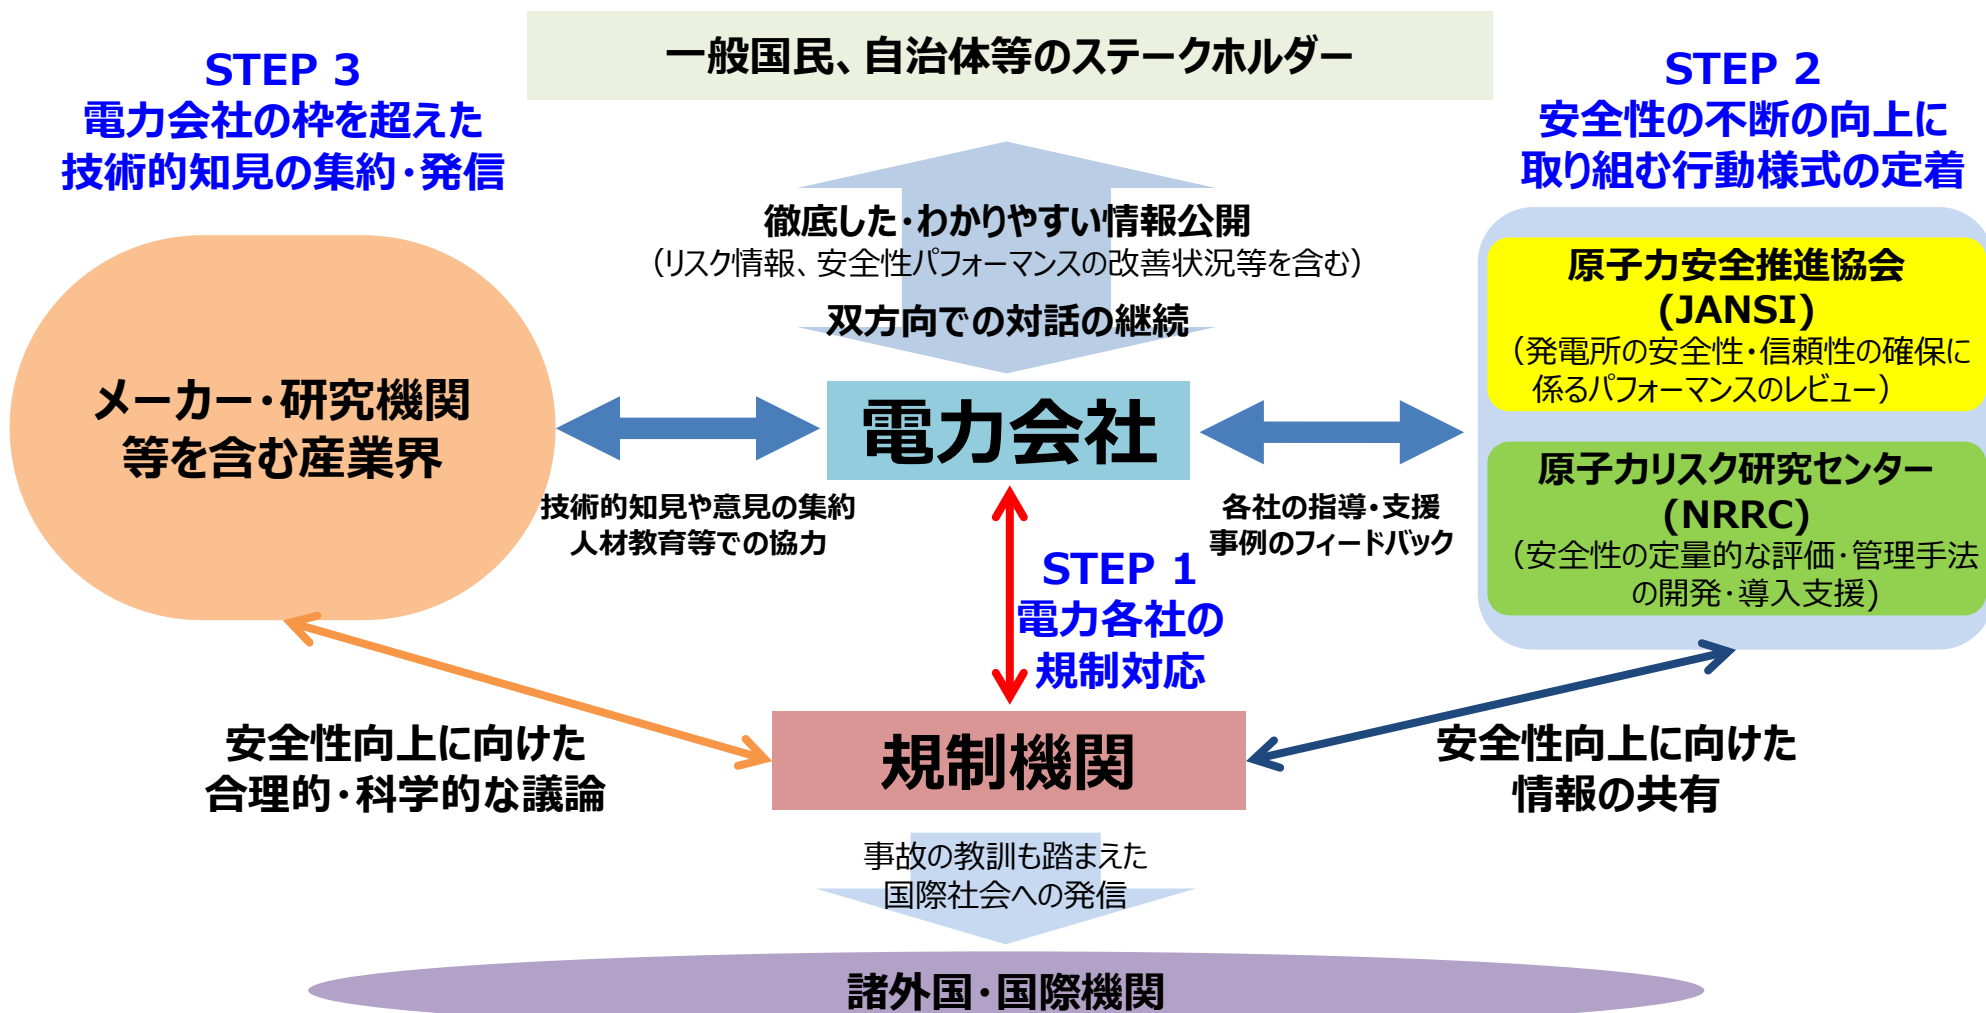 一般国民、自治体等のステークホルダー
STEP 3
電力会社の枠を超えた
技術的知見の集約・発信
STEP 2
安全性の不断の向上に
取り組む行動様式の定着
徹底した・わかりやすい情報公開
（リスク情報、安全性パフォーマンスの改善状況等を含む）
双方向での対話の継続
原子力安全推進協会
(JANSI)
（発電所の安全性・信頼性の確保に
係るパフォーマンスのレビュー）
メーカー・研究機関
等を含む産業界
電力会社
原子力リスク研究センター
(NRRC)
（安全性の定量的な評価・管理手法
の開発・導入支援)
技術的知見や意見の集約
人材教育等での協力
各社の指導・支援
事例のフィードバック
STEP 1
電力各社の
規制対応
安全性向上に向けた
合理的・科学的な議論
規制機関
安全性向上に向けた
情報の共有
事故の教訓も踏まえた
国際社会への発信
諸外国・国際機関